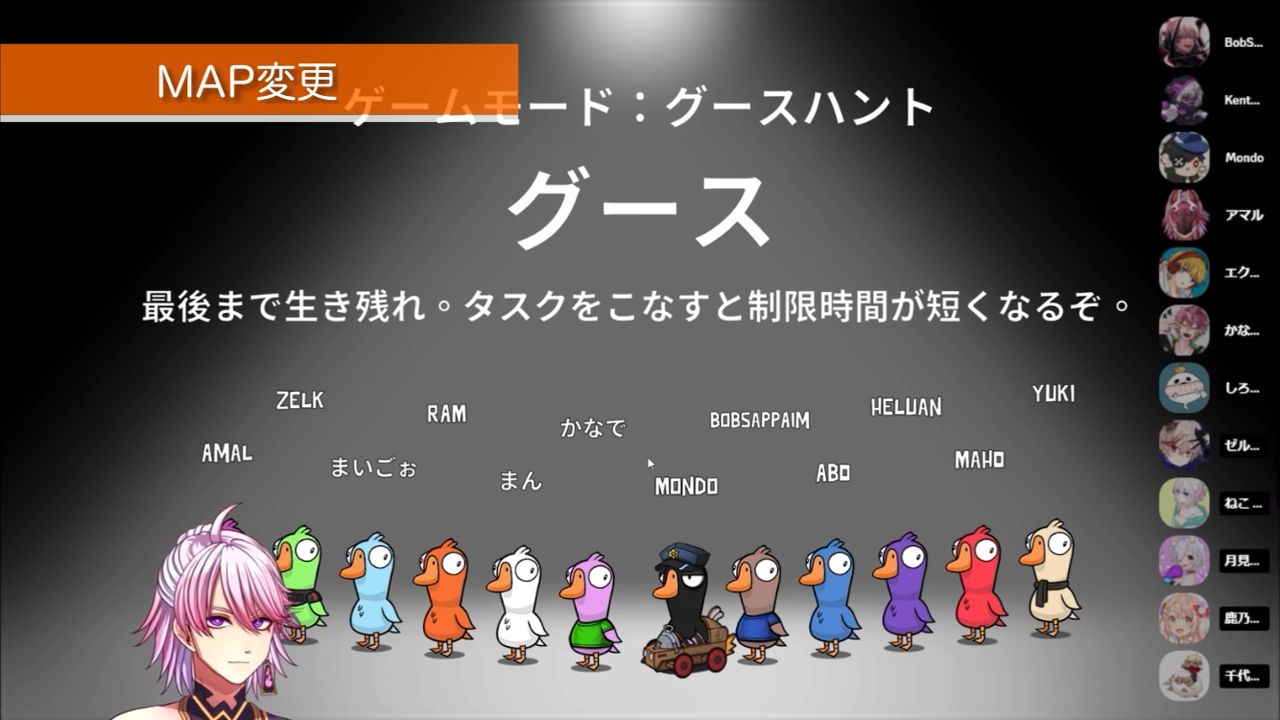 MAP変更
ゲームモード：グースハント
グース
最後まで生き残れ。タスクをこなすと制限時間が短くなるぞ。
ZELK
RAM
かなで
BOBSAPPAIM
HELUAN
YUKI
AMAL
まいごぉ
まん
MONDO
ABO
MAHO
BobS...
Kent...
Mondo
アマル
エク...
かな...
しろ...
ゼル...
ねこ...
月見...
鹿乃...
千代...